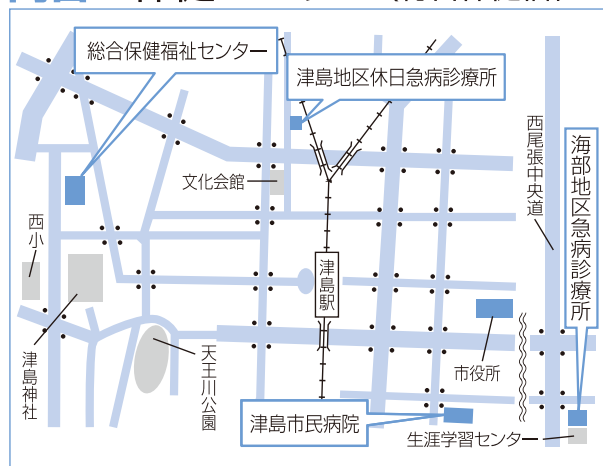 総合保健福祉センター
津島地区休日急病診療所
西尾張中央道
海部地区急病診療所
文化会館
西小
津島駅
津島神社
天王川公園
市役所
津島市民病院
生涯学習センター